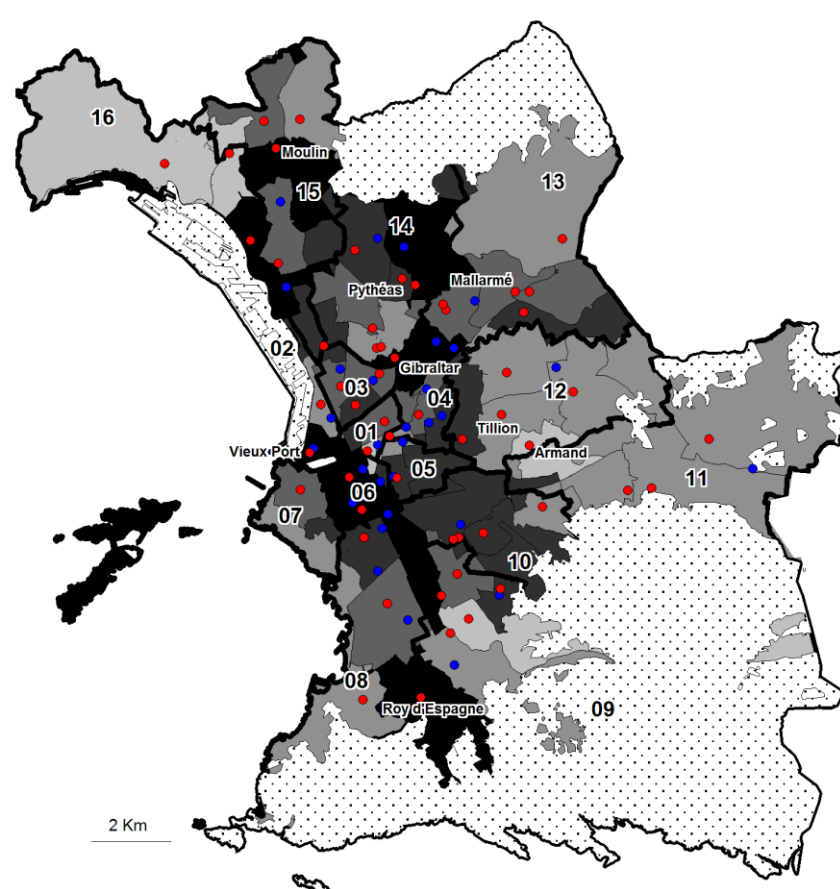 16
Moulin
13
15
14
Mallarmé
Pythéas
02
Gibraltar
03
12
04
01
Tillion
Vieux Port
Armand
05
11
06
07
10
08
Roy d'Espagne
09
2 Km